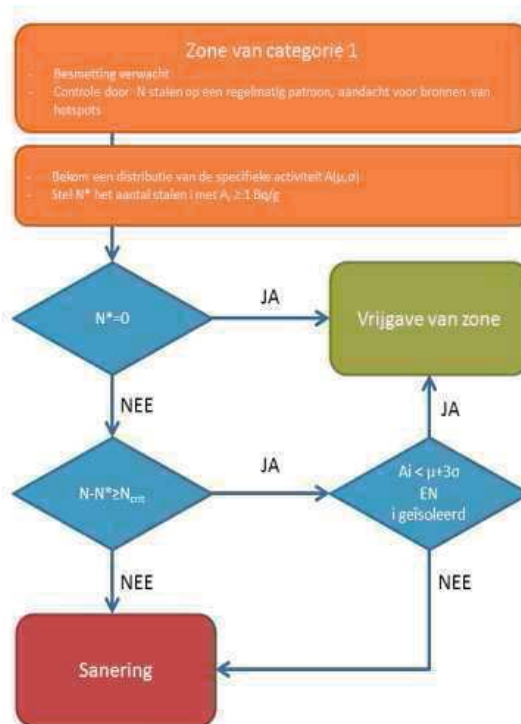 Zone van categorie 1
- Besmetting verwacht
- Controle door N stalen op een regelmatig patroon, aandacht voor bronnen van
hotspots
- Bekom een distributie van de specifieke activiteit A(μ,σ)
- Stel N* het aantal stalen i met Aᵢ ≥ 1 Bq/g
N*=0
JA
Vrijgave van zone
NEE
JA
N-N*≥Ncrit
JA
Ai < μ+3σ
EN
i geïsoleerd
NEE
NEE
Sanering